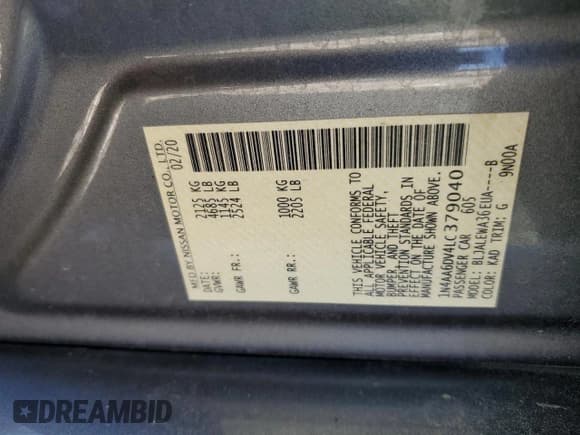 MFD BY NISSAN MOTOR CO., LTD.
02/20
GVWR: 2125 KG
4685 LB
GAWR FR: 1145 KG
2524 LB
GAWR RR: 1000 KG
2205 LB
THIS VEHICLE CONFORMS TO
ALL APPLICABLE FEDERAL
MOTOR VEHICLE SAFETY,
BUMPER, AND THEFT
PREVENTION STANDARDS IN
EFFECT ON THE DATE OF
MANUFACTURE SHOWN ABOVE.
1N4AA6DV4LC379040
PASSENGER CAR 60S
MODEL: BLJALEWA36EUA----B
COLOR: KAD TRIM: G 9N00A
DREAMBID